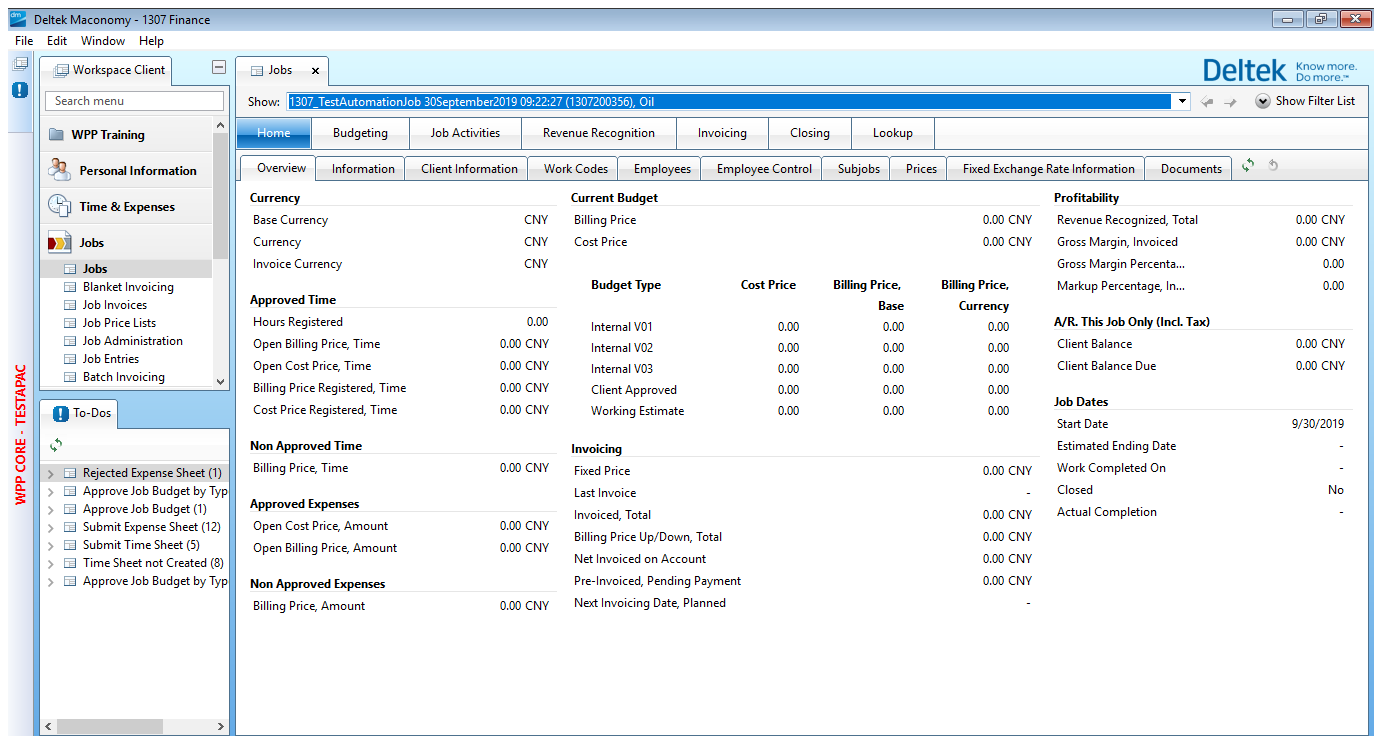 dm Deltek Maconomy - 1307 Finance
File Edit Window Help
Workspace Client
Jobs
Deltek Know more. Do more.™
Search menu
Show: 1307_TestAutomationJob 30September2019 09:22:27 (1307200356), Oil Show Filter List
WPP Training
Personal Information
Time & Expenses
Jobs
Jobs
Blanket Invoicing
Job Invoices
Job Price Lists
Job Administration
Job Entries
Batch Invoicing
WPP CORE - TESTAPAC
To-Dos
Rejected Expense Sheet (1)
Approve Job Budget by Typ
Approve Job Budget (1)
Submit Expense Sheet (12)
Submit Time Sheet (5)
Time Sheet not Created (8)
Approve Job Budget by Typ
Home Budgeting Job Activities Revenue Recognition Invoicing Closing Lookup
Overview Information Client Information Work Codes Employees Employee Control Subjobs Prices Fixed Exchange Rate Information Documents
Currency
Base Currency CNY
Currency CNY
Invoice Currency CNY
Approved Time
Hours Registered 0.00
Open Billing Price, Time 0.00 CNY
Open Cost Price, Time 0.00 CNY
Billing Price Registered, Time 0.00 CNY
Cost Price Registered, Time 0.00 CNY
Non Approved Time
Billing Price, Time 0.00 CNY
Approved Expenses
Open Cost Price, Amount 0.00 CNY
Open Billing Price, Amount 0.00 CNY
Non Approved Expenses
Billing Price, Amount 0.00 CNY
Current Budget
Billing Price 0.00 CNY
Cost Price 0.00 CNY
Budget Type Cost Price Billing Price, Billing Price,
Base Currency
Internal V01 0.00 0.00 0.00
Internal V02 0.00 0.00 0.00
Internal V03 0.00 0.00 0.00
Client Approved 0.00 0.00 0.00
Working Estimate 0.00 0.00 0.00
Invoicing
Fixed Price 0.00 CNY
Last Invoice -
Invoiced, Total 0.00 CNY
Billing Price Up/Down, Total 0.00 CNY
Net Invoiced on Account 0.00 CNY
Pre-Invoiced, Pending Payment 0.00 CNY
Next Invoicing Date, Planned -
Profitability
Revenue Recognized, Total 0.00 CNY
Gross Margin, Invoiced 0.00 CNY
Gross Margin Percenta... 0.00
Markup Percentage, In... 0.00
A/R. This Job Only (Incl. Tax)
Client Balance 0.00 CNY
Client Balance Due 0.00 CNY
Job Dates
Start Date 9/30/2019
Estimated Ending Date -
Work Completed On -
Closed No
Actual Completion -